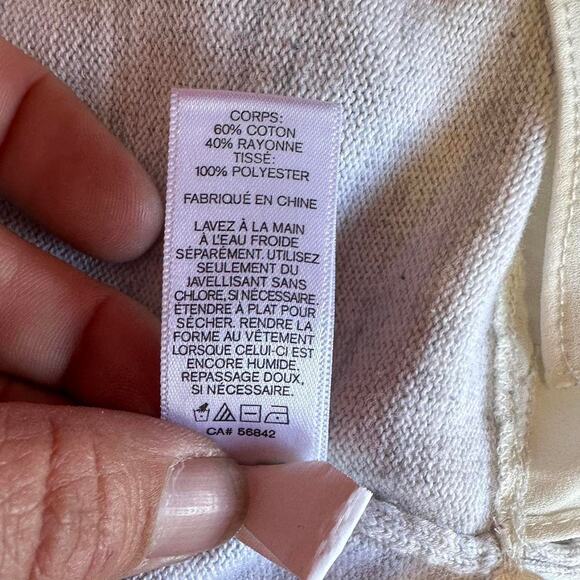 CORPS:
60% COTON
40% RAYONNE
TISSÉ:
100% POLYESTER
FABRIQUÉ EN CHINE
LAVEZ À LA MAIN
À L'EAU FROIDE
SÉPARÉMENT. UTILISEZ
SEULEMENT DU
JAVELLISANT SANS
CHLORE, SI NÉCESSAIRE.
ÉTENDRE À PLAT POUR
SÉCHER. RENDRE LA
FORME AU VÊTEMENT
LORSQUE CELUI-CI EST
ENCORE HUMIDE.
REPASSAGE DOUX,
SI NÉCESSAIRE.
CA# 56842